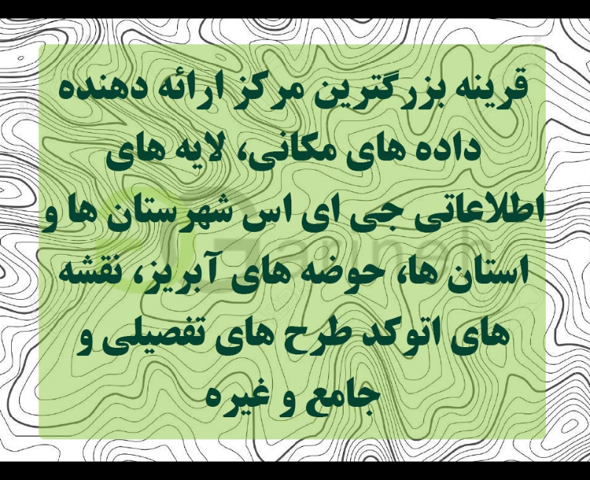 قرینه بزرگترین مرکز ارائه دهنده
داده های مکانی، لایه های
اطلاعاتی جی ای اس شهرستان ها و
استان ها، حوضه های آبریز، نقشه
های اتوکد طرح های تفصیلی و
جامع و غیره